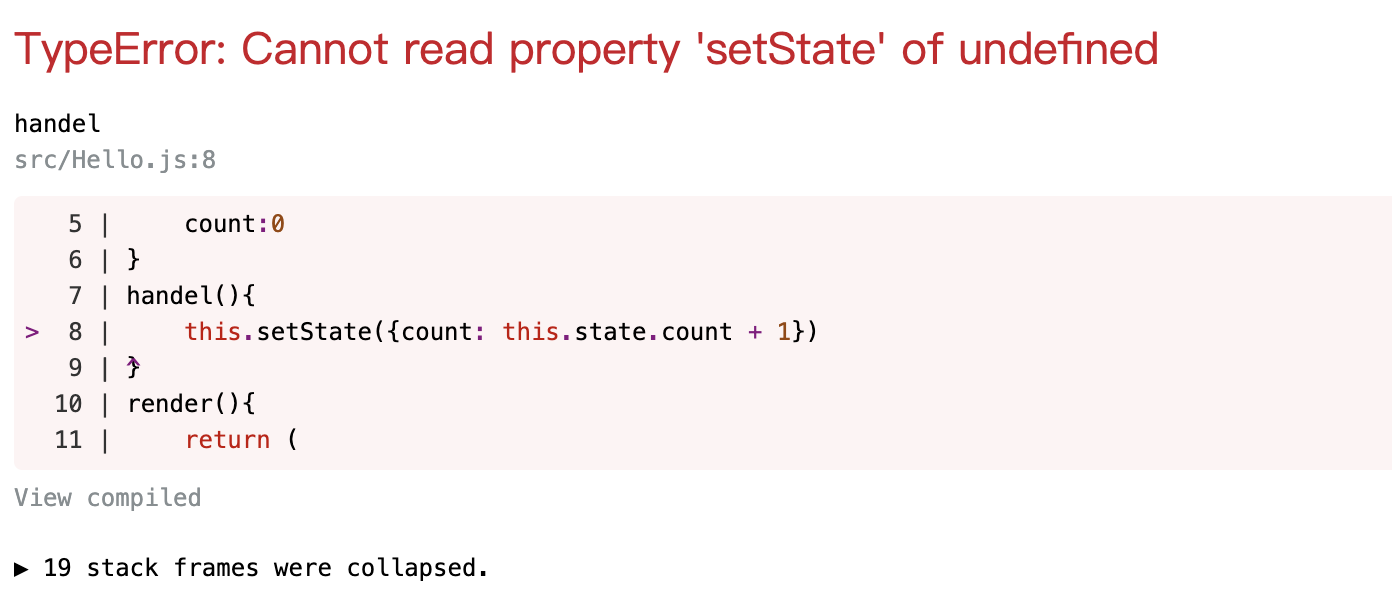 TypeError: Cannot read property 'setState' of undefined
handel
src/Hello.js:8
5 |     count:0
6 | }
7 | handel(){
> 8 |     this.setState({count: this.state.count + 1})
9 | }
10 | render(){
11 |     return (
View compiled
▶ 19 stack frames were collapsed.